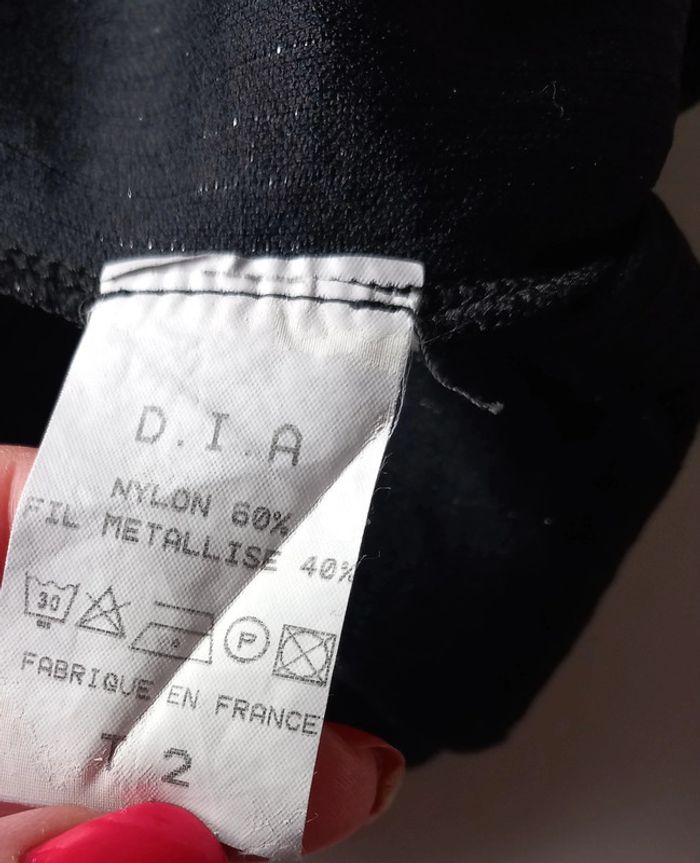 D.I.A
NYLON 60%
FIL METALLISE 40%
30 P
FABRIQUE EN FRANCE
T 2